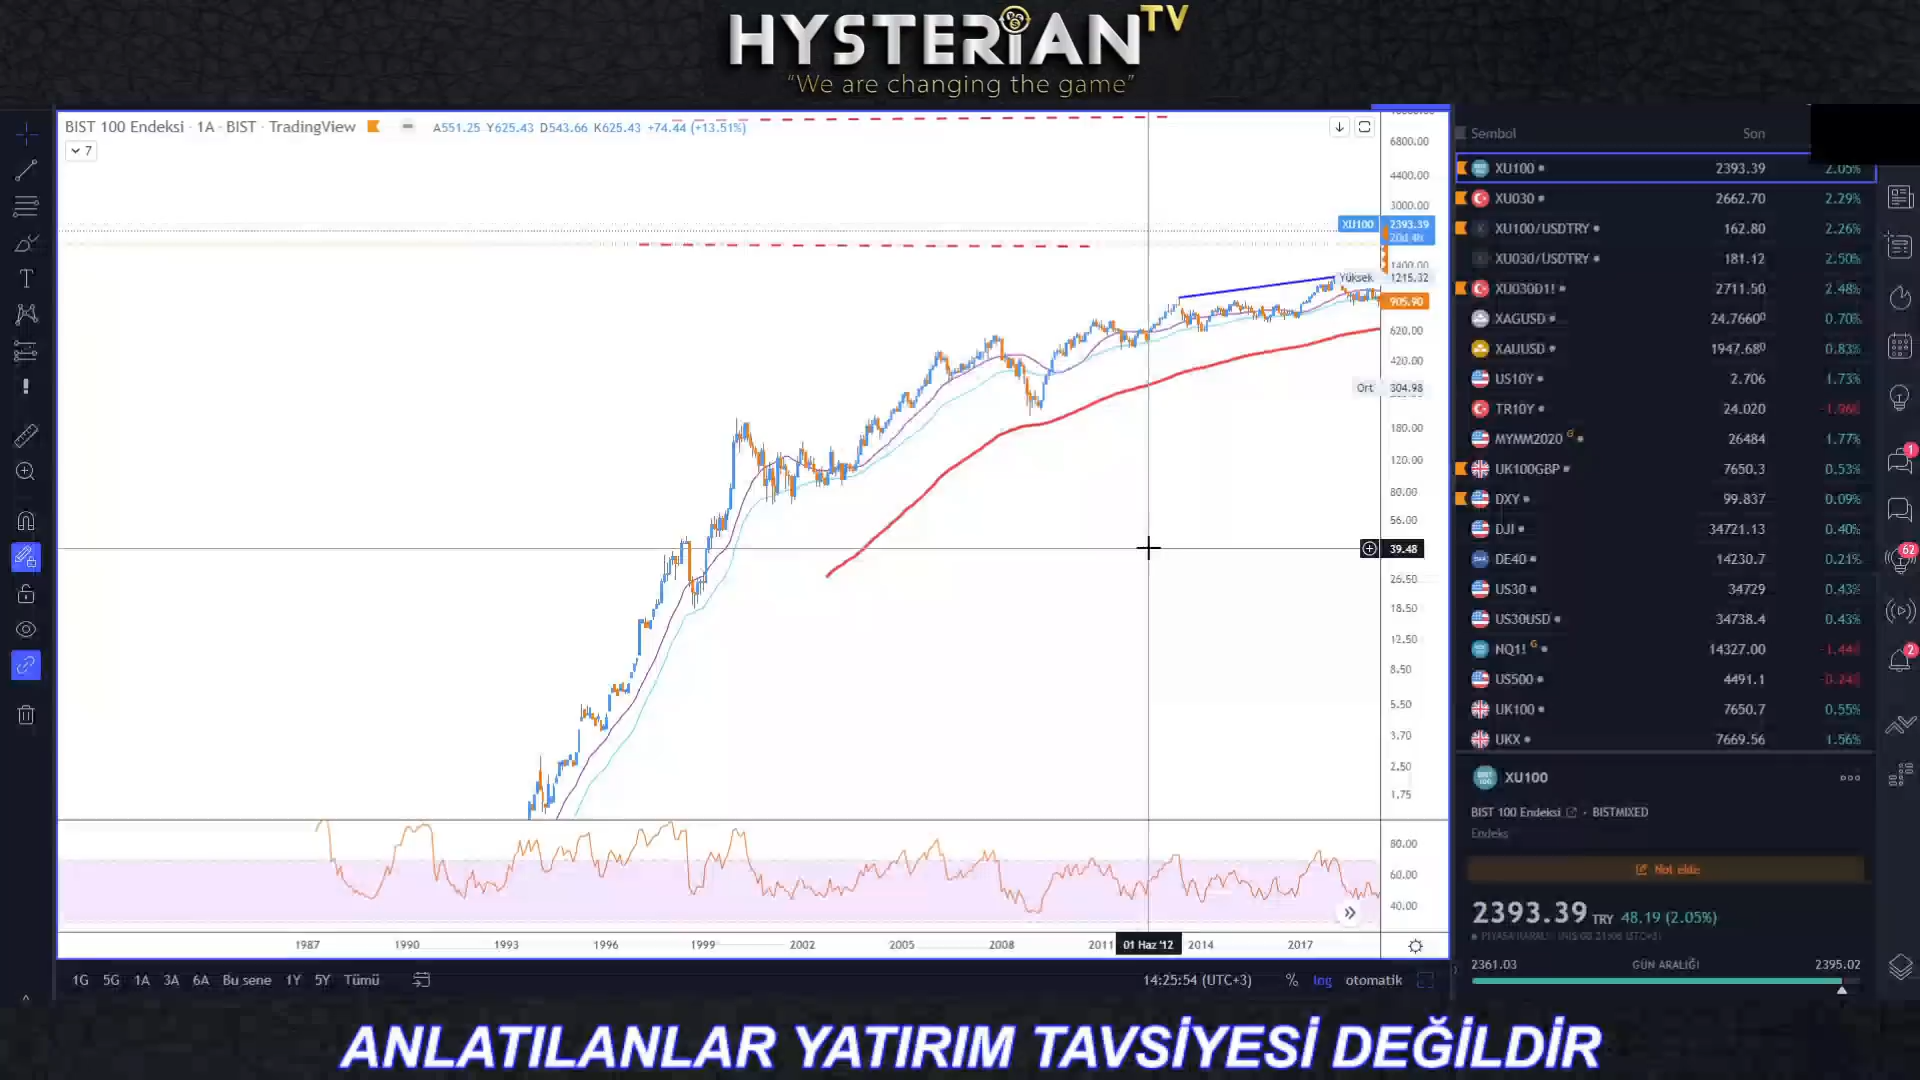 HYSTERIAN TV
“We are changing the game”
BIST 100 Endeksi · 1A · BIST · TradingView
A551.25 Y625.43 D543.66 K625.43 +74.44 (+13.51%)
7
6800.00
4400.00
3000.00
XU100 2393.39
20d 4s
1400.00
Yüksek 1215.32
905.90
620.00
420.00
Ort 304.98
180.00
120.00
80.00
56.00
39.48
26.50
18.50
12.50
8.50
5.50
3.70
2.50
1.75
80.00
60.00
40.00
1987 1990 1993 1996 1999 2002 2005 2008 2011 01 Haz '12 2014 2017
1G 5G 1A 3A 6A Bu sene 1Y 5Y Tümü
14:25:54 (UTC+3) % log otomatik
Sembol Son
XU100 2393.39 2.05%
XU030 2662.70 2.29%
XU100/USDTRY 162.80 2.26%
XU030/USDTRY 181.12 2.50%
XU030D1! 2711.50 2.48%
XAGUSD 24.7660 0.70%
XAUUSD 1947.68 0.83%
US10Y 2.706 1.73%
TR10Y 24.020 -1.96%
MYMM2020 G 26484 1.77%
UK100GBP 7650.3 0.53%
DXY 99.837 0.09%
DJI 34721.13 0.40%
DE40 14230.7 0.21%
US30 34729 0.43%
US30USD 34738.4 0.43%
NQ1! G 14327.00 -1.44%
US500 4491.1 -0.24%
UK100 7650.7 0.55%
UKX 7669.56 1.56%
1
62
2
XU100
BIST 100 Endeksi · BISTMIXED
Endeks
Not ekle
2393.39 TRY 48.19 (2.05%)
2361.03 GÜN ARALIĞI 2395.02
ANLATILANLAR YATIRIM TAVSİYESİ DEĞİLDİR